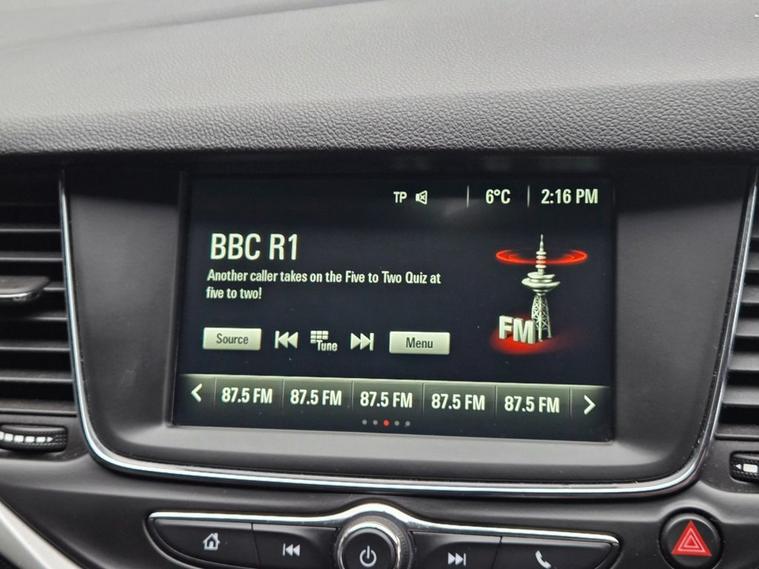 TP 6°C 2:16 PM
BBC R1
Another caller takes on the Five to Two Quiz at
five to two!
FM
Source Tune Menu
87.5 FM 87.5 FM 87.5 FM 87.5 FM 87.5 FM